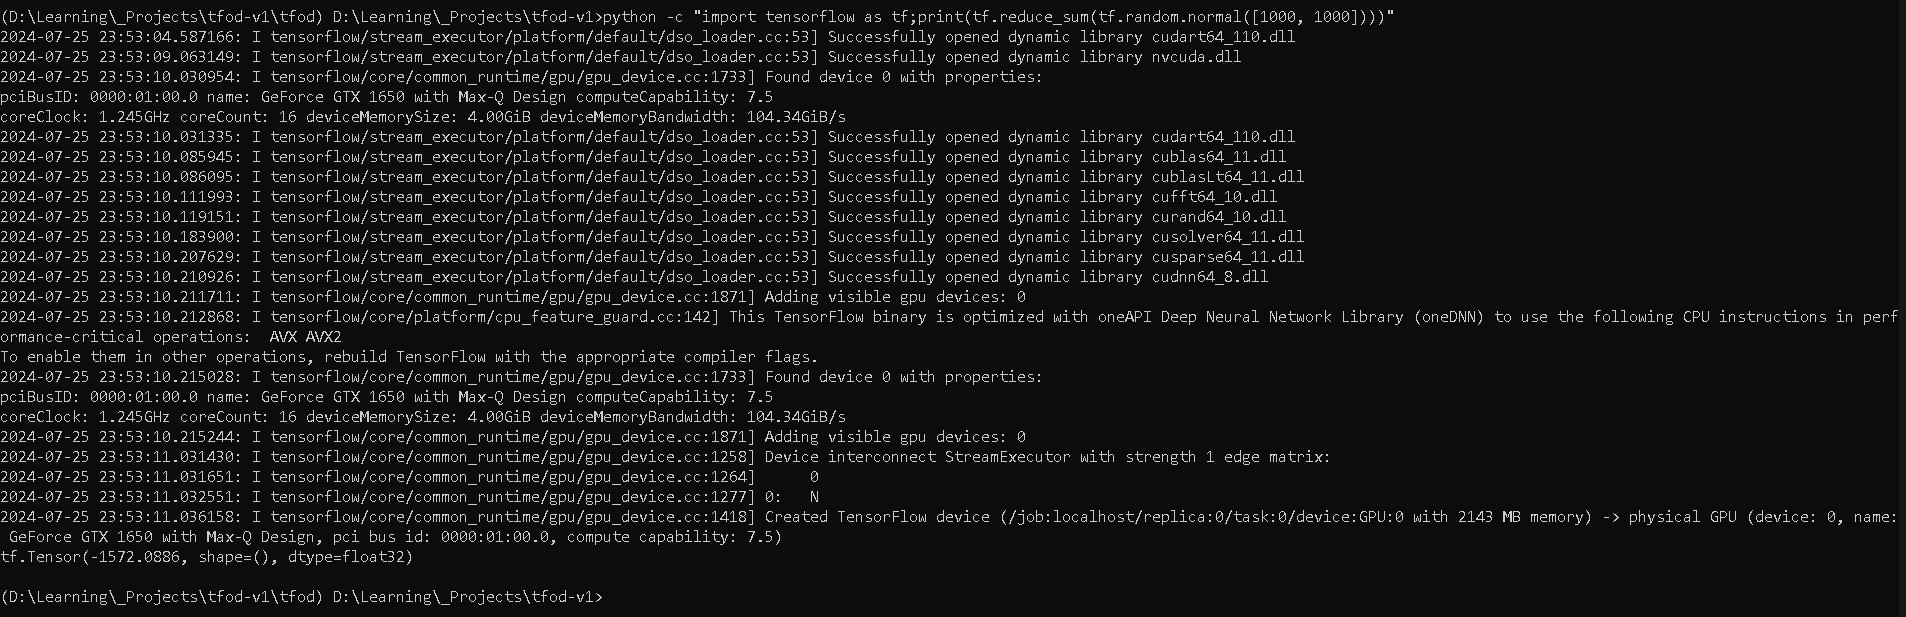 (D:\Learning\_Projects\tfod-v1\tfod) D:\Learning\_Projects\tfod-v1>python -c "import tensorflow as tf;print(tf.reduce_sum(tf.random.normal([1000, 1000])))"
2024-07-25 23:53:04.587166: I tensorflow/stream_executor/platform/default/dso_loader.cc:53] Successfully opened dynamic library cudart64_110.dll
2024-07-25 23:53:09.063149: I tensorflow/stream_executor/platform/default/dso_loader.cc:53] Successfully opened dynamic library nvcuda.dll
2024-07-25 23:53:10.030954: I tensorflow/core/common_runtime/gpu/gpu_device.cc:1733] Found device 0 with properties:
pciBusID: 0000:01:00.0 name: GeForce GTX 1650 with Max-Q Design computeCapability: 7.5
coreClock: 1.245GHz coreCount: 16 deviceMemorySize: 4.00GiB deviceMemoryBandwidth: 104.34GiB/s
2024-07-25 23:53:10.031335: I tensorflow/stream_executor/platform/default/dso_loader.cc:53] Successfully opened dynamic library cudart64_110.dll
2024-07-25 23:53:10.085945: I tensorflow/stream_executor/platform/default/dso_loader.cc:53] Successfully opened dynamic library cublas64_11.dll
2024-07-25 23:53:10.086095: I tensorflow/stream_executor/platform/default/dso_loader.cc:53] Successfully opened dynamic library cublasLt64_11.dll
2024-07-25 23:53:10.111993: I tensorflow/stream_executor/platform/default/dso_loader.cc:53] Successfully opened dynamic library cufft64_10.dll
2024-07-25 23:53:10.119151: I tensorflow/stream_executor/platform/default/dso_loader.cc:53] Successfully opened dynamic library curand64_10.dll
2024-07-25 23:53:10.183900: I tensorflow/stream_executor/platform/default/dso_loader.cc:53] Successfully opened dynamic library cusolver64_11.dll
2024-07-25 23:53:10.207629: I tensorflow/stream_executor/platform/default/dso_loader.cc:53] Successfully opened dynamic library cusparse64_11.dll
2024-07-25 23:53:10.210926: I tensorflow/stream_executor/platform/default/dso_loader.cc:53] Successfully opened dynamic library cudnn64_8.dll
2024-07-25 23:53:10.211711: I tensorflow/core/common_runtime/gpu/gpu_device.cc:1871] Adding visible gpu devices: 0
2024-07-25 23:53:10.212868: I tensorflow/core/platform/cpu_feature_guard.cc:142] This TensorFlow binary is optimized with oneAPI Deep Neural Network Library (oneDNN) to use the following CPU instructions in perf
ormance-critical operations:  AVX AVX2
To enable them in other operations, rebuild TensorFlow with the appropriate compiler flags.
2024-07-25 23:53:10.215028: I tensorflow/core/common_runtime/gpu/gpu_device.cc:1733] Found device 0 with properties:
pciBusID: 0000:01:00.0 name: GeForce GTX 1650 with Max-Q Design computeCapability: 7.5
coreClock: 1.245GHz coreCount: 16 deviceMemorySize: 4.00GiB deviceMemoryBandwidth: 104.34GiB/s
2024-07-25 23:53:10.215244: I tensorflow/core/common_runtime/gpu/gpu_device.cc:1871] Adding visible gpu devices: 0
2024-07-25 23:53:11.031430: I tensorflow/core/common_runtime/gpu/gpu_device.cc:1258] Device interconnect StreamExecutor with strength 1 edge matrix:
2024-07-25 23:53:11.031651: I tensorflow/core/common_runtime/gpu/gpu_device.cc:1264]      0
2024-07-25 23:53:11.032551: I tensorflow/core/common_runtime/gpu/gpu_device.cc:1277] 0:   N
2024-07-25 23:53:11.036158: I tensorflow/core/common_runtime/gpu/gpu_device.cc:1418] Created TensorFlow device (/job:localhost/replica:0/task:0/device:GPU:0 with 2143 MB memory) -> physical GPU (device: 0, name:
 GeForce GTX 1650 with Max-Q Design, pci bus id: 0000:01:00.0, compute capability: 7.5)
tf.Tensor(-1572.0886, shape=(), dtype=float32)
(D:\Learning\_Projects\tfod-v1\tfod) D:\Learning\_Projects\tfod-v1>